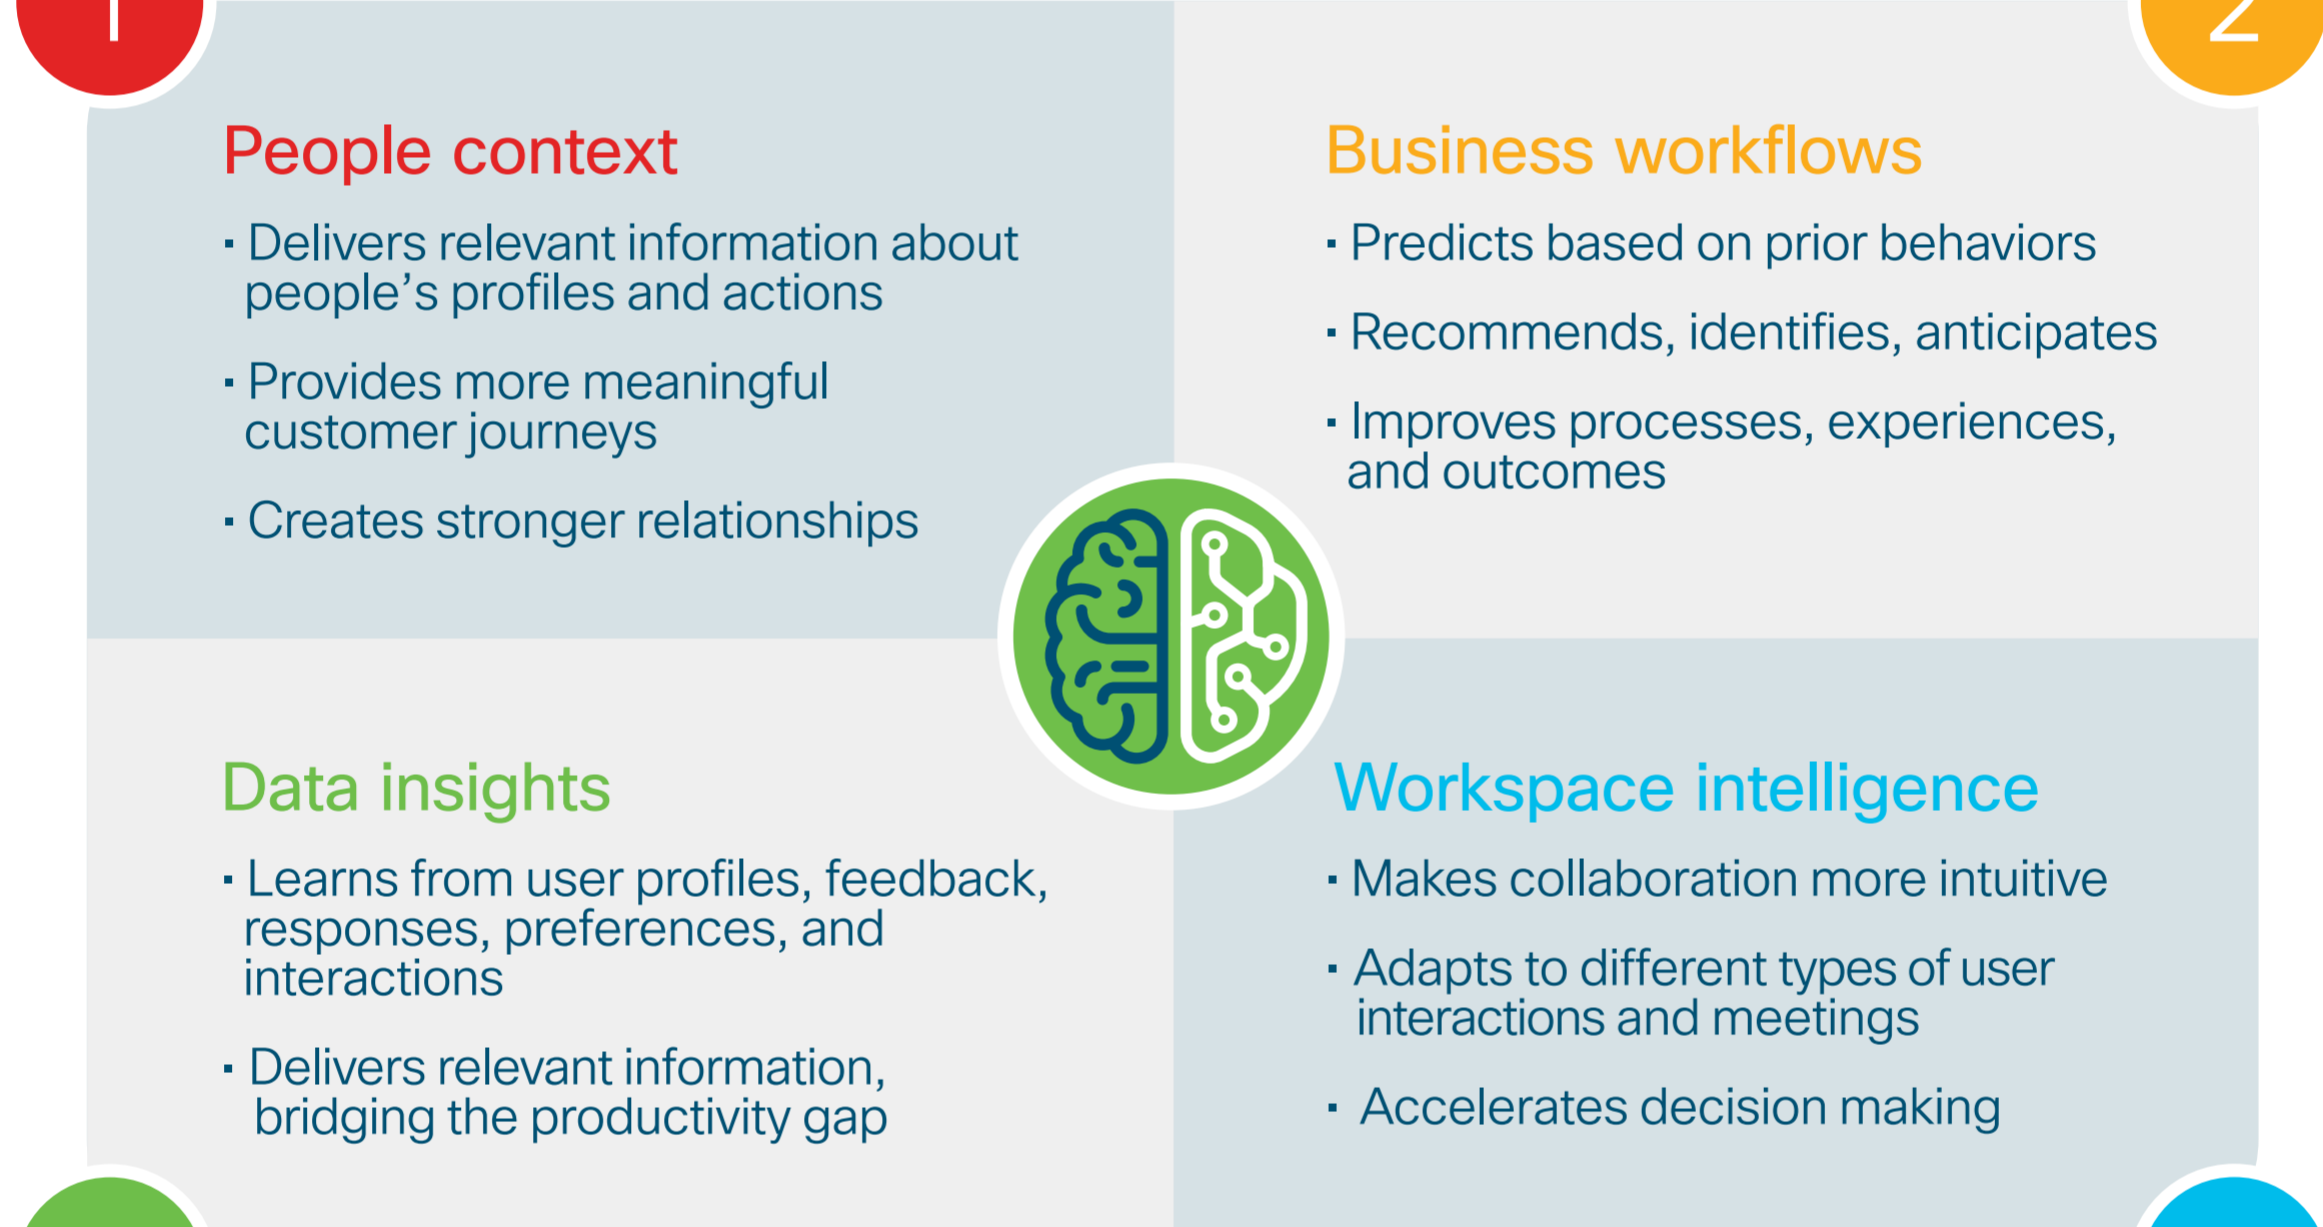 1
2
People context
· Delivers relevant information about
people’s profiles and actions
· Provides more meaningful
customer journeys
· Creates stronger relationships
Business workflows
· Predicts based on prior behaviors
· Recommends, identifies, anticipates
· Improves processes, experiences,
and outcomes
Data insights
· Learns from user profiles, feedback,
responses, preferences, and
interactions
· Delivers relevant information,
bridging the productivity gap
Workspace intelligence
· Makes collaboration more intuitive
· Adapts to different types of user
interactions and meetings
· Accelerates decision making